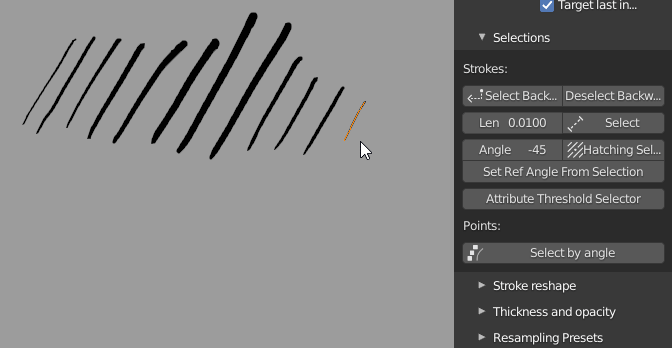 Target last in...
Selections
Strokes:
Select Back... Deselect Backw...
Len 0.0100 Select
Angle -45 Hatching Sel...
Set Ref Angle From Selection
Attribute Threshold Selector
Points:
Select by angle
Stroke reshape
Thickness and opacity
Resampling Presets